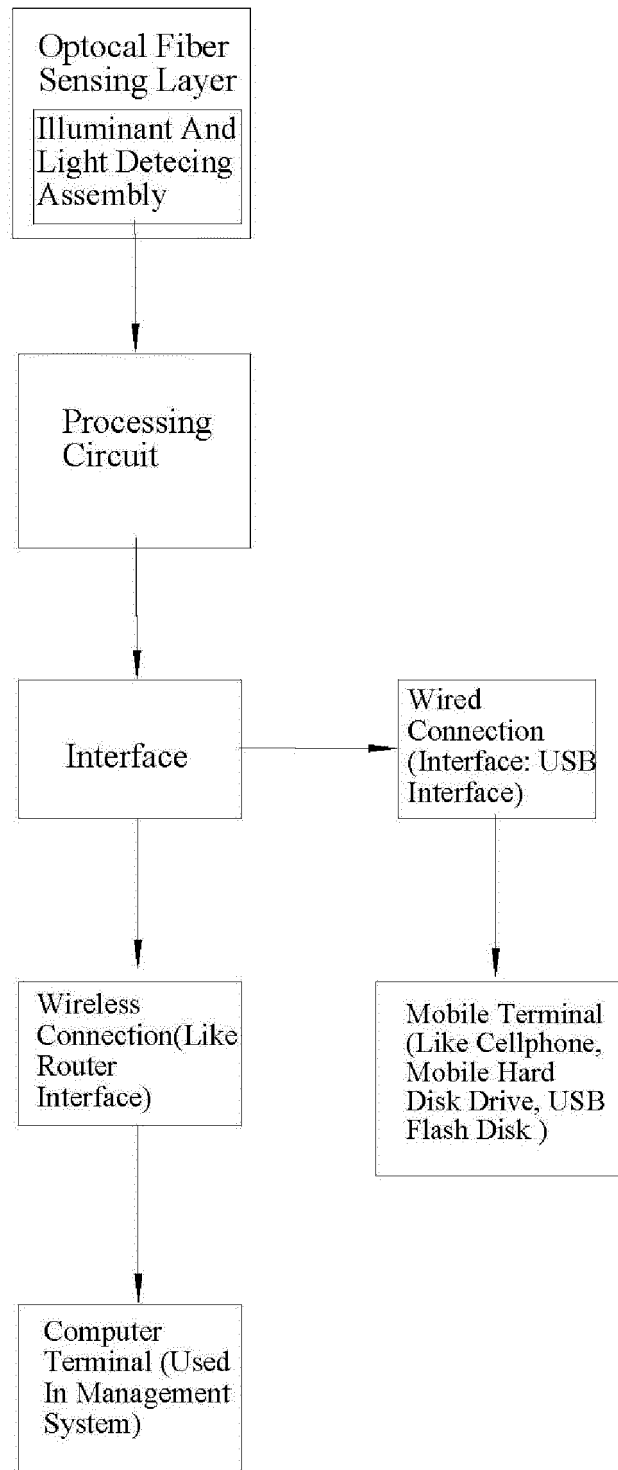 Optocal Fiber
Sensing Layer
Illuminant And
Light Detecing
Assembly
Processing
Circuit
Interface
Wired
Connection
(Interface: USB
Interface)
Wireless
Connection(Like
Router
Interface)
Mobile Terminal
(Like Cellphone,
Mobile Hard
Disk Drive, USB
Flash Disk )
Computer
Terminal (Used
In Management
System)